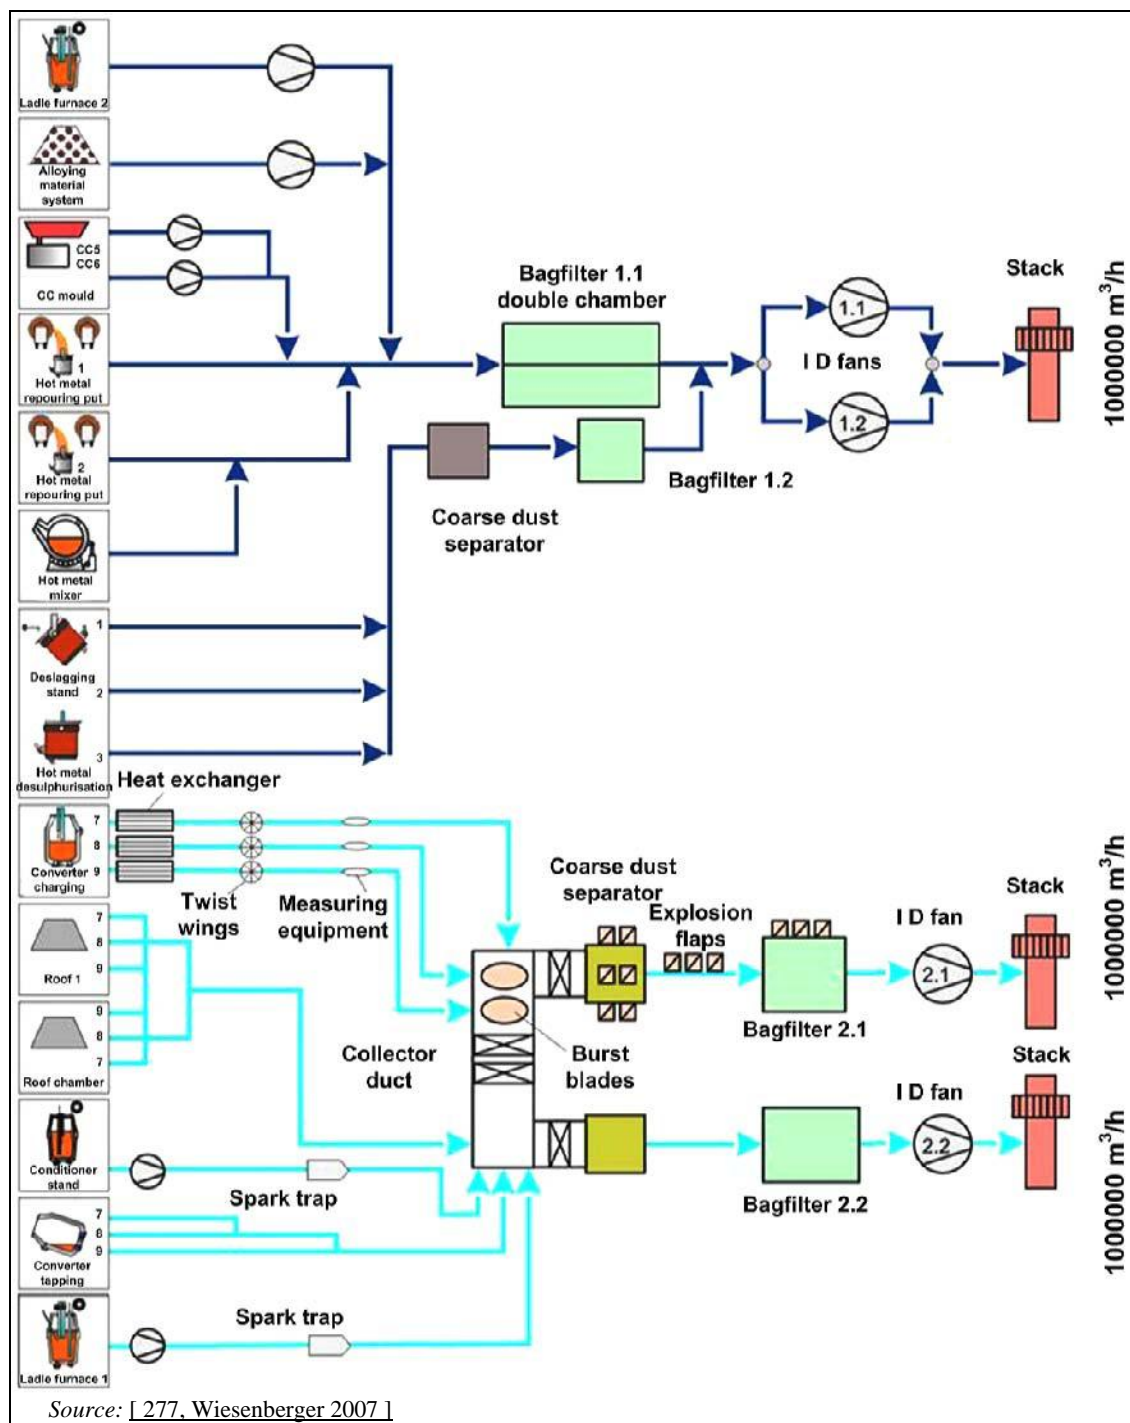 Ladle furnace 2
Alloying
material
system
CC5
CC6
CC mould
1
Hot metal
repouring put
2
Hot metal
repouring put
Hot metal
mixer
1
Deslagging
stand 2
3
Hot metal
desulphurisation
Bagfilter 1.1
double chamber
Coarse dust
separator
Bagfilter 1.2
1.1
I D fans
1.2
Stack
1000000 m³/h
Heat exchanger
7
8
9
Converter
charging
Twist
wings
Measuring
equipment
7
8
9
Roof 1
9
8
7
Roof chamber
Collector
duct
Burst
blades
Coarse dust
separator
Explosion
flaps
Bagfilter 2.1
I D fan
2.1
Stack
1000000 m³/h
Bagfilter 2.2
I D fan
2.2
Stack
1000000 m³/h
Conditioner
stand
Spark trap
7
8
9
Converter
tapping
Spark trap
Ladle furnace 1
Source: [ 277, Wiesenberger 2007 ]